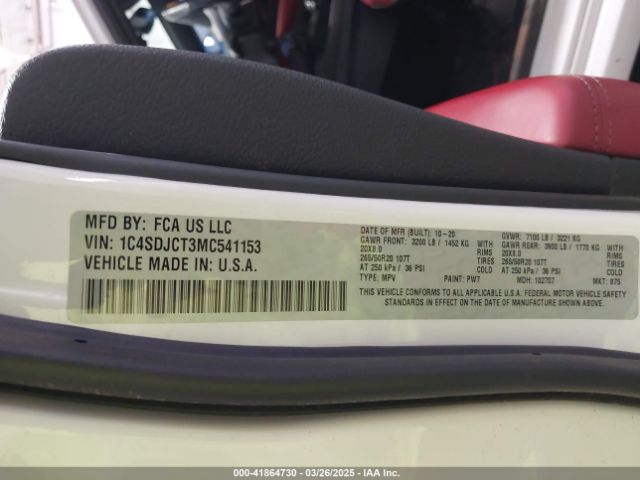 MFD BY: FCA US LLC
VIN: 1C4SDJCT3MC541153
VEHICLE MADE IN: U.S.A.
DATE OF MFR (BUILT): 10-20 GVWR: 7100 LB / 3221 KG
GAWR FRONT: 3200 LB / 1452 KG WITH GAWR REAR: 3900 LB / 1770 KG WITH
20X8.0 RIMS 20X8.0 RIMS
265/50R20 107T TIRES 265/50R20 107T TIRES
AT 250 kPa / 36 PSI COLD AT 250 kPa / 36 PSI COLD
TYPE: MPV PAINT: PW7 MDH: 102707 MKT: 875
THIS VEHICLE CONFORMS TO ALL APPLICABLE U.S.A. FEDERAL MOTOR VEHICLE SAFETY
STANDARDS IN EFFECT ON THE DATE OF MANUFACTURE SHOWN ABOVE.
000-41864730 — 03/26/2025 — IAA Inc.